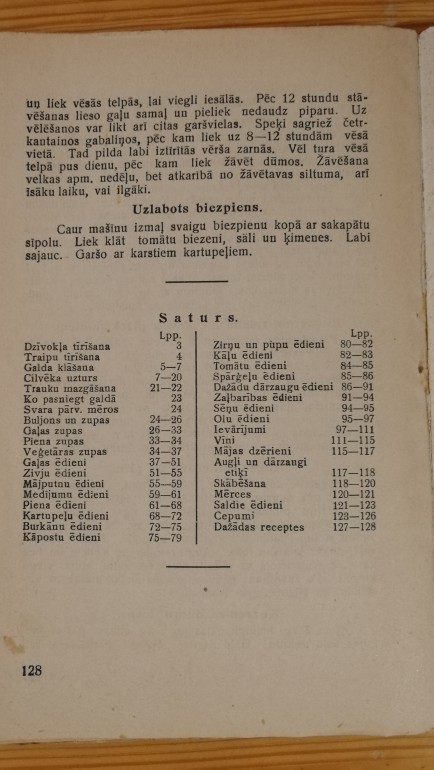 uņ liek vēsās telpās, lai viegli iesālās. Pēc 12 stundu stā-
vēšanas lieso gaļu samaļ un pieliek nedaudz piparu. Uz
vēlēšanos var likt arī citas garšvielas. Speķi sagriež četr-
kantainos gabaliņos, pēc kam liek uz 8—12 stundām vēsā
vietā. Tad pilda labi iztīrītās vērša zarnās. Vēl tura vēsā
telpā pus dienu, pēc kam liek žāvēt dūmos. Žāvēšana
velkas apm. nedēļu, bet atkarībā no žāvētavas siltuma, arī
īsāku laiku, vai ilgāki.
Uzlabots biezpiens.
Caur mašīnu izmaļ svaigu biezpienu kopā ar sakapātu
sīpolu. Liek klāt tomātu biezeni, sāli un ķimenes. Labi
sajauc. Garšo ar karstiem kartupeļiem.
Saturs.
Lpp.
Dzīvokļa tīrīšana 3
Traipu tīrīšana 4
Galda klāšana 5—7
Cilvēka uzturs 7—20
Trauku mazgāšana 21—22
Ko pasniegt galdā 23
Svara pārv. mēros 24
Buljons un zupas 24—26
Gaļas zupas 26—33
Piena zupas 33—34
Veģetāras zupas 34—37
Gaļas ēdieni 37—51
Zivju ēdieni 51—55
Mājputnu ēdieni 55—59
Medījumu ēdieni 59—61
Piena ēdieni 61—68
Kartupeļu ēdieni 68—72
Burkānu ēdieni 72—75
Kāpostu ēdieni 75—79
Lpp.
Zirņu un pupu ēdieni 80—82
Kāļu ēdieni 82—83
Tomātu ēdieni 84—85
Spārģeļu ēdieni 85—86
Dažādu dārzaugu ēdieni 86—91
Zaļbarības ēdieni 91—94
Sēņu ēdieni 94—95
Olu ēdieni 95—97
Ievārījumi 97—111
Vīni 111—115
Mājas dzērieni 115—117
Augļi un dārzaugi
etiķī 117—118
Skābēšana 118—120
Mērces 120—121
Saldie ēdieni 121—123
Cepumi 123—126
Dažādas receptes 127—128
128